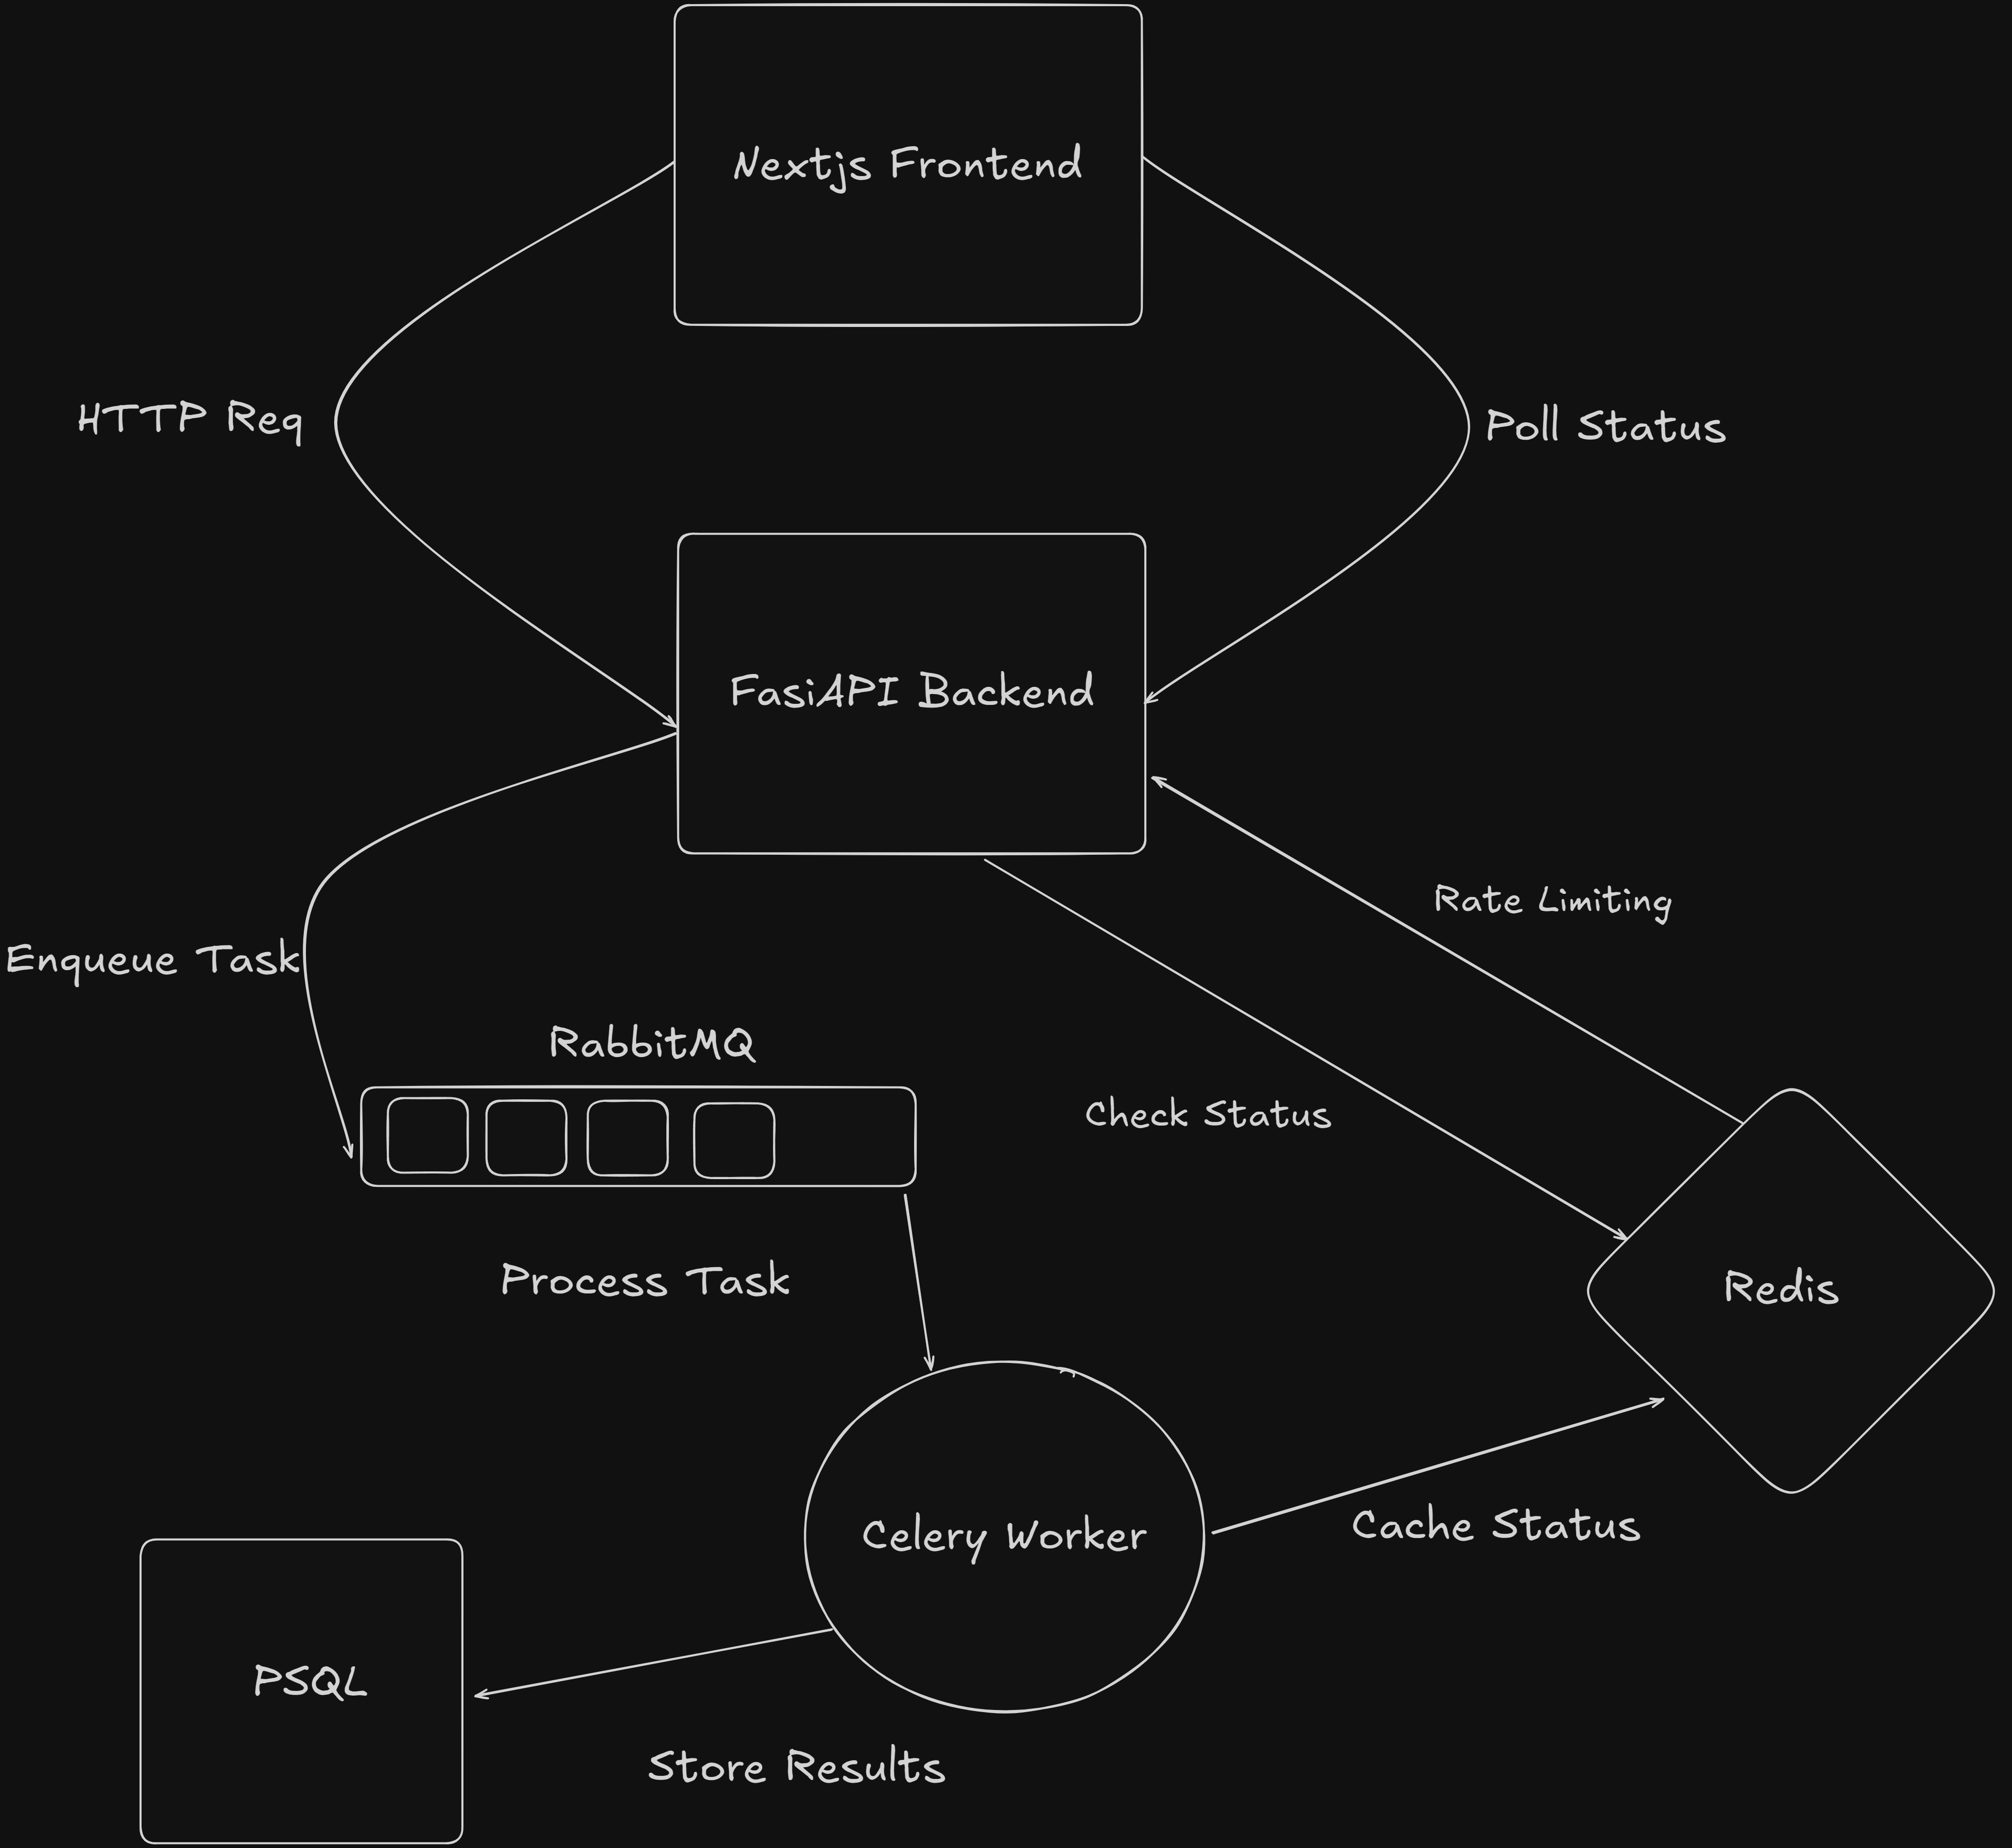 Nextjs Frontend
HTTP Req
Poll Status
FasiAPI Backend
Rate Limiting
Enqueue Task
RabbitMQ
Check Status
Process Task
Redis
Celery Worker
Cache Status
PSQL
Store Results